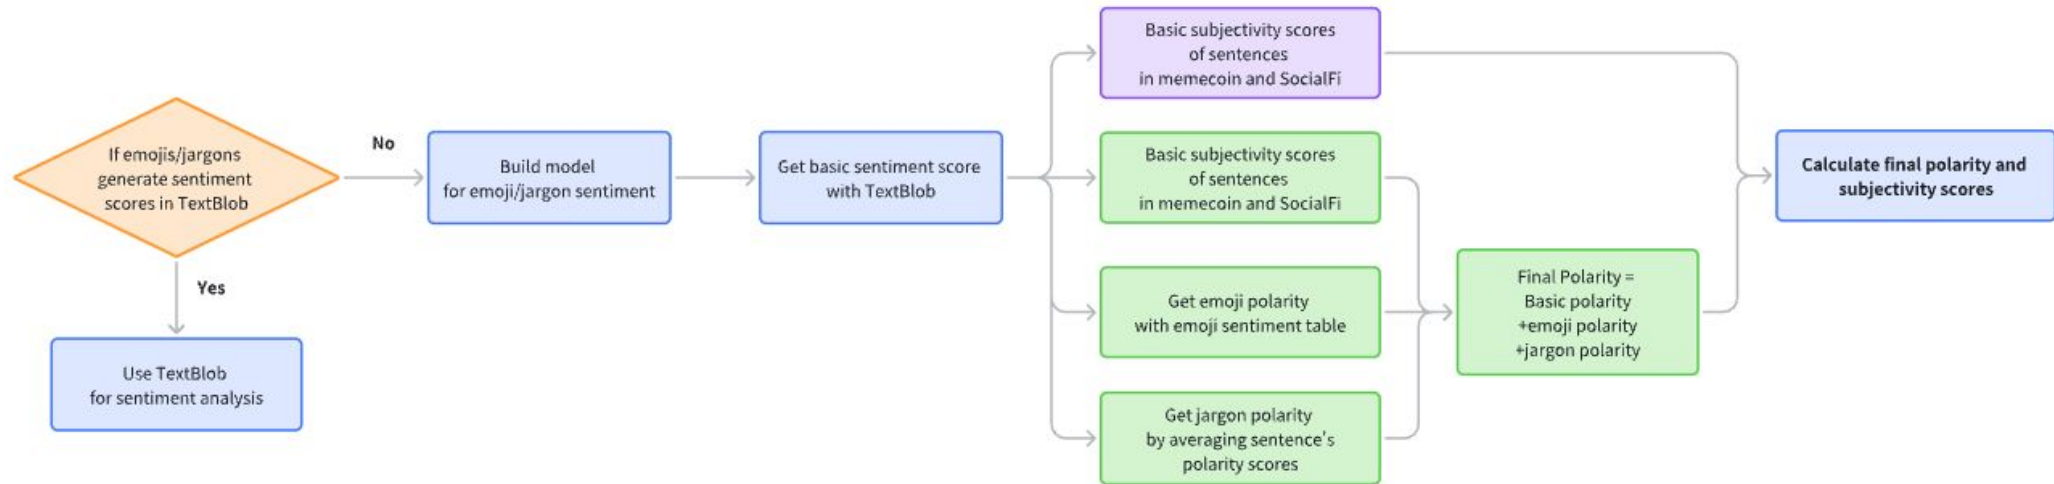 If emojis/jargons
generate sentiment
scores in TextBlob
No
Yes
Use TextBlob
for sentiment analysis
Build model
for emoji/jargon sentiment
Get basic sentiment score
with TextBlob
Basic subjectivity scores
of sentences
in memecoin and SocialFi
Basic subjectivity scores
of sentences
in memecoin and SocialFi
Get emoji polarity
with emoji sentiment table
Get jargon polarity
by averaging sentence's
polarity scores
Final Polarity =
Basic polarity
+emoji polarity
+jargon polarity
Calculate final polarity and
subjectivity scores